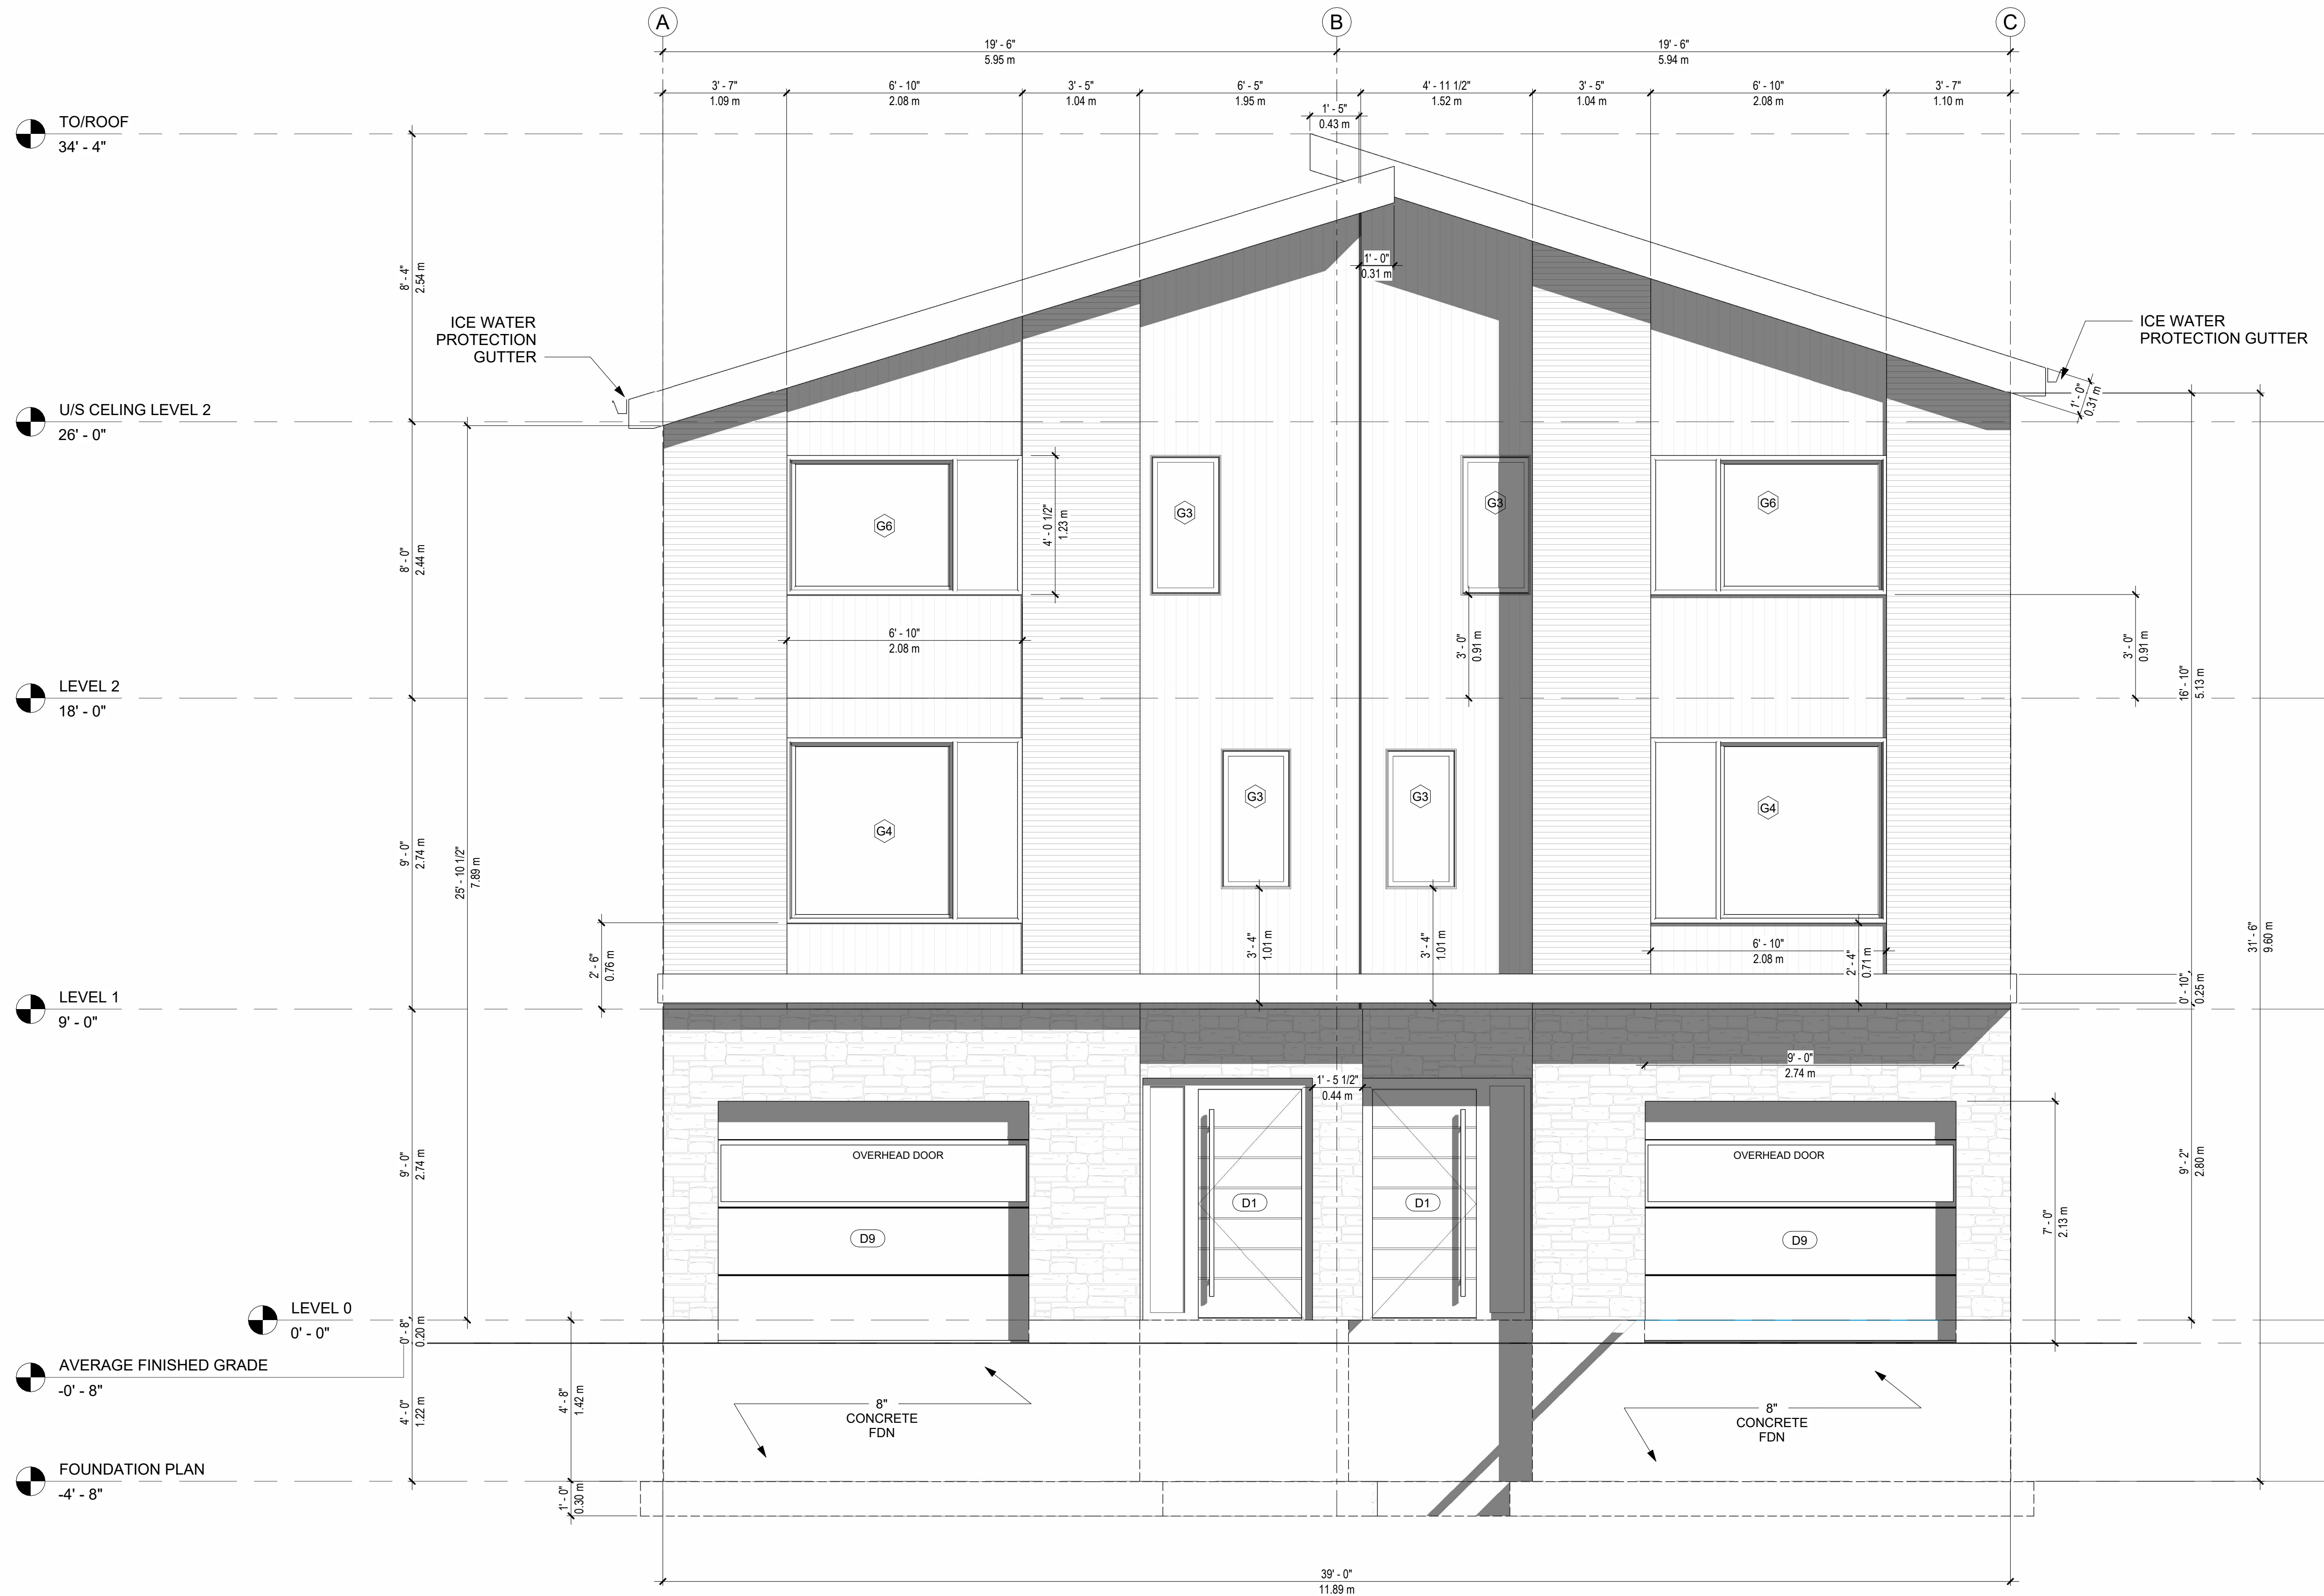 A
B
C
19' - 6"
5.95 m
19' - 6"
5.94 m
3' - 7"
1.09 m
6' - 10"
2.08 m
3' - 5"
1.04 m
6' - 5"
1.95 m
4' - 11 1/2"
1.52 m
3' - 5"
1.04 m
6' - 10"
2.08 m
3' - 7"
1.10 m
1' - 5"
0.43 m
TO/ROOF
34' - 4"
8' - 4"
2.54 m
1' - 0"
0.31 m
ICE WATER
PROTECTION
GUTTER
ICE WATER
PROTECTION GUTTER
1' - 0"
0.31 m
U/S CELING LEVEL 2
26' - 0"
G6
G3
G3
G6
4' - 0 1/2"
1.23 m
8' - 0"
2.44 m
6' - 10"
2.08 m
3' - 0"
0.91 m
3' - 0"
0.91 m
16' - 10"
5.13 m
LEVEL 2
18' - 0"
G4
G3
G3
G4
9' - 0"
2.74 m
25' - 10 1/2"
7.89 m
2' - 6"
0.76 m
3' - 4"
1.01 m
3' - 4"
1.01 m
6' - 10"
2.08 m
2' - 4"
0.71 m
31' - 6"
9.60 m
0' - 10"
0.25 m
LEVEL 1
9' - 0"
9' - 0"
2.74 m
1' - 5 1/2"
0.44 m
OVERHEAD DOOR
OVERHEAD DOOR
9' - 0"
2.74 m
9' - 2"
2.80 m
D1
D1
D9
D9
7' - 0"
2.13 m
LEVEL 0
0' - 0"
0' - 8"
0.20 m
AVERAGE FINISHED GRADE
-0' - 8"
4' - 0"
1.22 m
4' - 8"
1.42 m
8"
CONCRETE
FDN
8"
CONCRETE
FDN
FOUNDATION PLAN
-4' - 8"
1' - 0"
0.30 m
39' - 0"
11.89 m